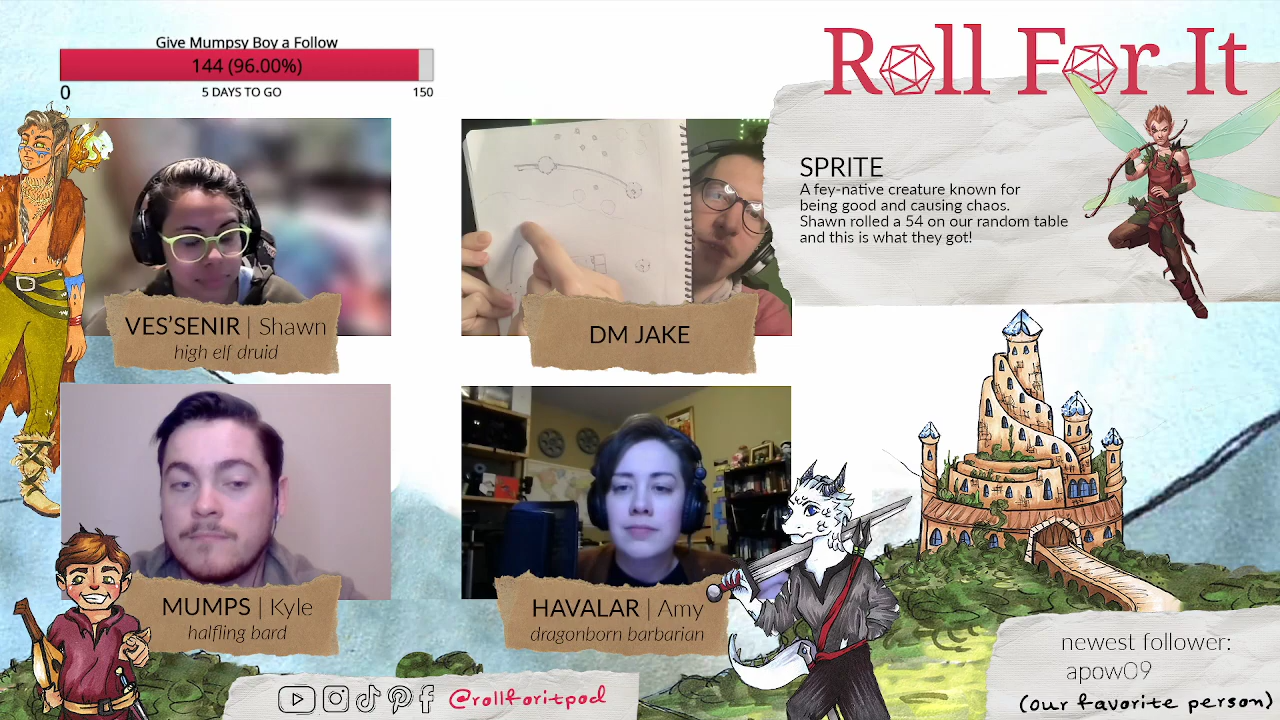 Give Mumpsy Boy a Follow
144 (96.00%)
0
5 DAYS TO GO
150
Roll For It
SPRITE
A fey-native creature known for
being good and causing chaos.
Shawn rolled a 54 on our random table
and this is what they got!
VES'SENIR | Shawn
high elf druid
DM JAKE
MUMPS | Kyle
halfling bard
HAVALAR | Amy
dragonborn barbarian
@rollforitpod
newest follower:
apow09
(our favorite person)